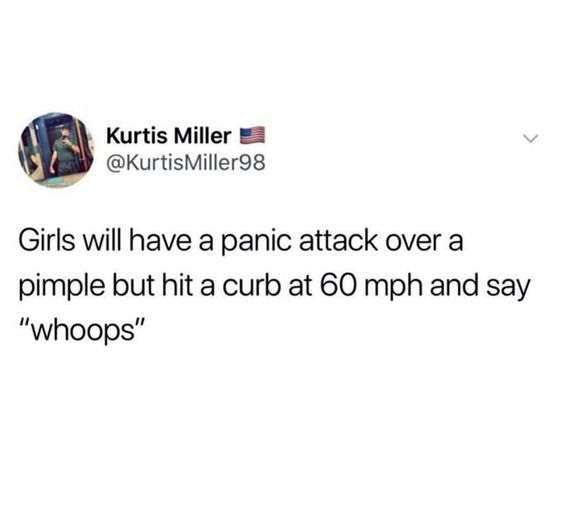 Kurtis Miller 🇺🇸
@KurtisMiller98
Girls will have a panic attack over a
pimple but hit a curb at 60 mph and say
"whoops"